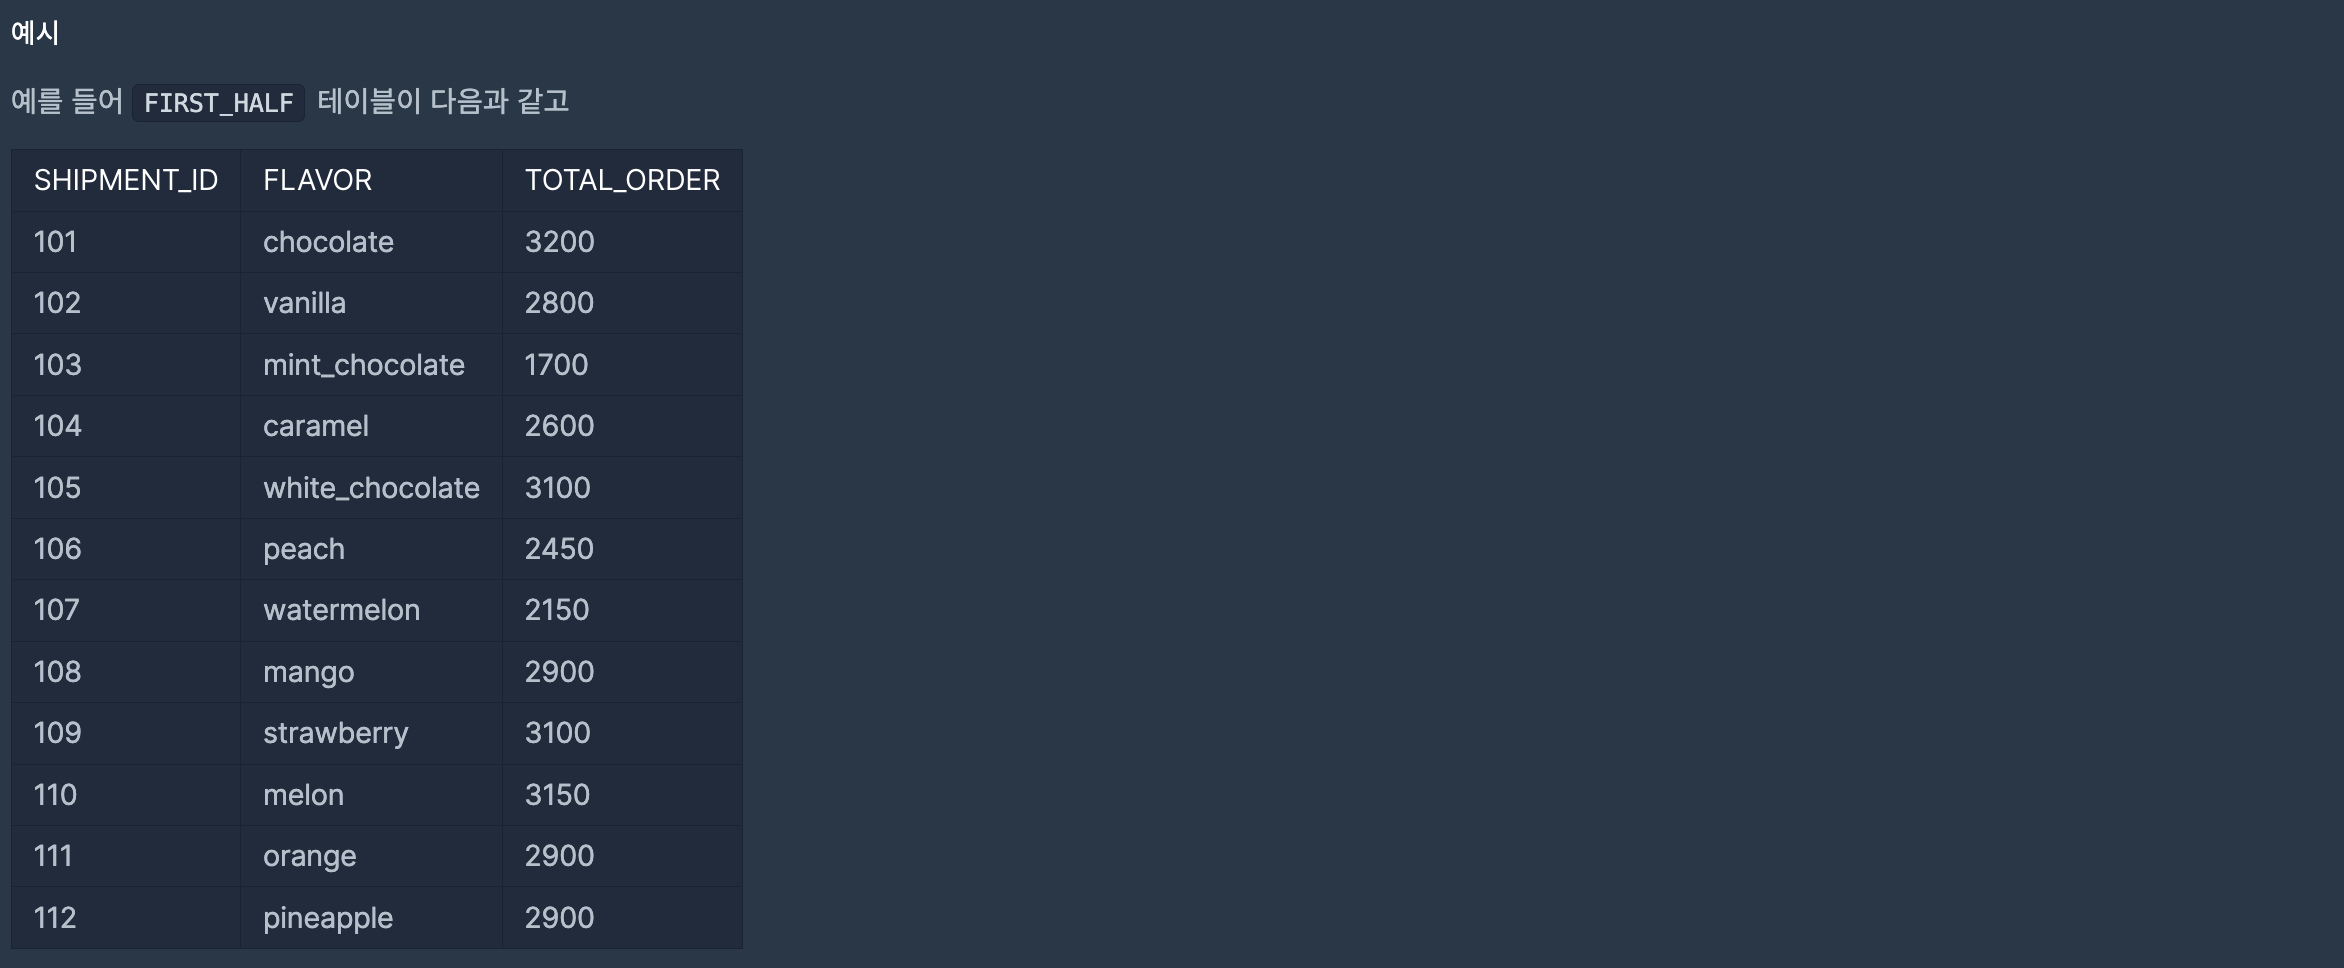 예시
예를 들어 FIRST_HALF 테이블이 다음과 같고
SHIPMENT_ID FLAVOR TOTAL_ORDER
101 chocolate 3200
102 vanilla 2800
103 mint_chocolate 1700
104 caramel 2600
105 white_chocolate 3100
106 peach 2450
107 watermelon 2150
108 mango 2900
109 strawberry 3100
110 melon 3150
111 orange 2900
112 pineapple 2900